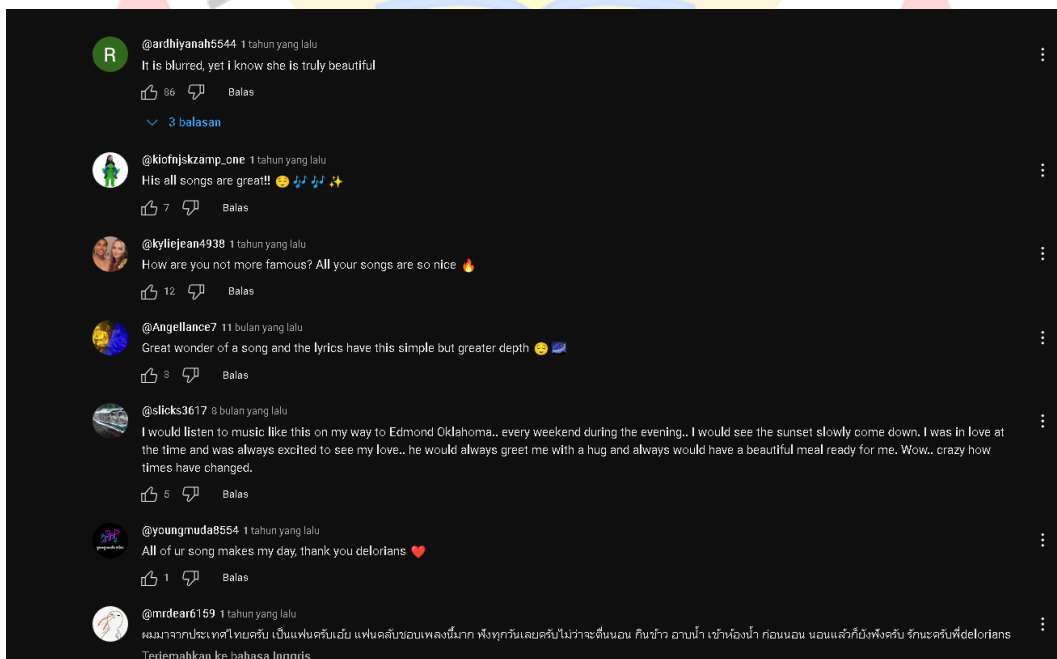 R
@ardhiyanah5544 1 tahun yang lalu
It is blurred, yet i know she is truly beautiful
86 Balas
3 balasan
@kiofnjskzamp_one 1 tahun yang lalu
His all songs are great!! 😌 🎶 🎶 ✨
7 Balas
@kyliejean4938 1 tahun yang lalu
How are you not more famous? All your songs are so nice 🔥
12 Balas
@Angellance7 11 bulan yang lalu
Great wonder of a song and the lyrics have this simple but greater depth 😌 🌌
3 Balas
@slicks3617 8 bulan yang lalu
I would listen to music like this on my way to Edmond Oklahoma.. every weekend during the evening.. I would see the sunset slowly come down. I was in love at
the time and was always excited to see my love.. he would always greet me with a hug and always would have a beautiful meal ready for me. Wow.. crazy how
times have changed.
5 Balas
@youngmuda8554 1 tahun yang lalu
All of ur song makes my day, thank you delorians ❤️
1 Balas
@mrdear6159 1 tahun yang lalu
ผมมาจากประเทศไทยครับ เป็นแฟนครับเอ้ย แฟนคลับชอบเพลงนี้มาก ฟังทุกวันเลยครับไม่ว่าจะตื่นนอน กินข้าว อาบน้ำ เข้าห้องน้ำ ก่อนนอน นอนแล้วก็ยังฟังครับ รักนะครับพี่delorians
Terjemahkan ke bahasa Inggris